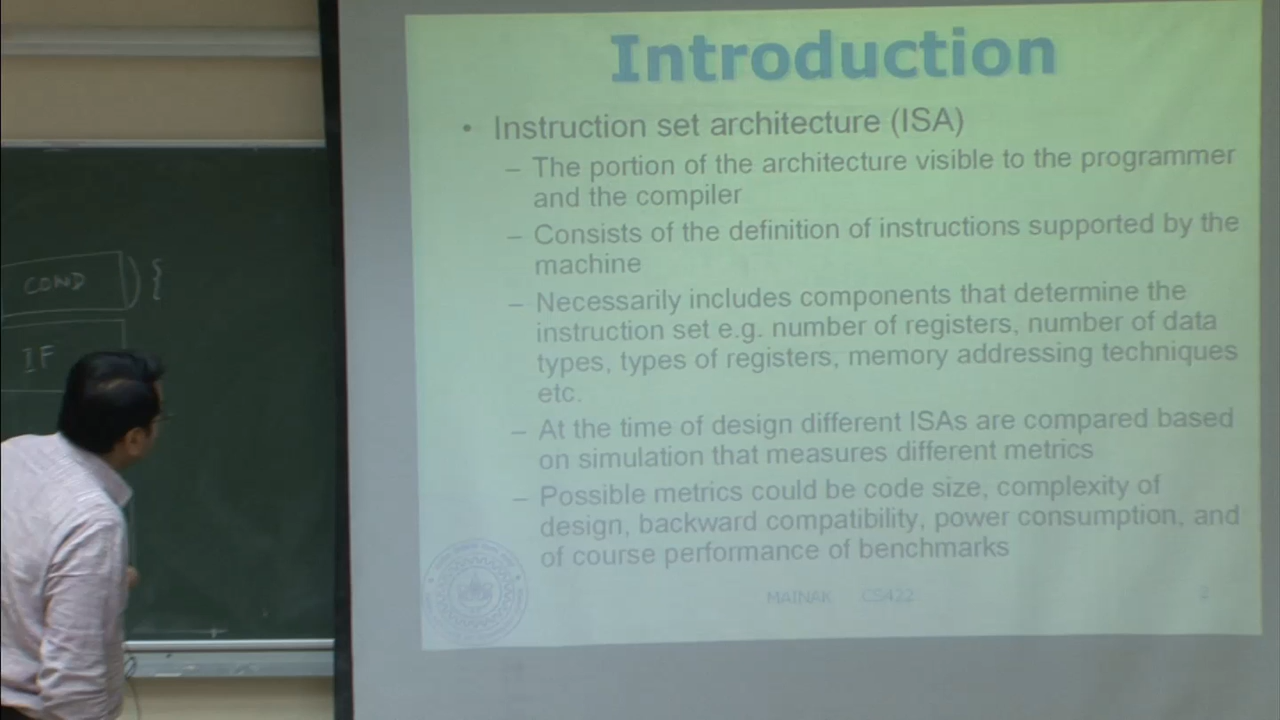 Introduction
• Instruction set architecture (ISA)
– The portion of the architecture visible to the programmer
and the compiler
– Consists of the definition of instructions supported by the
machine
– Necessarily includes components that determine the
instruction set e.g. number of registers, number of data
types, types of registers, memory addressing techniques
etc.
– At the time of design different ISAs are compared based
on simulation that measures different metrics
– Possible metrics could be code size, complexity of
design, backward compatibility, power consumption, and
of course performance of benchmarks
MAINAK CS422
2
COND ) {
IF